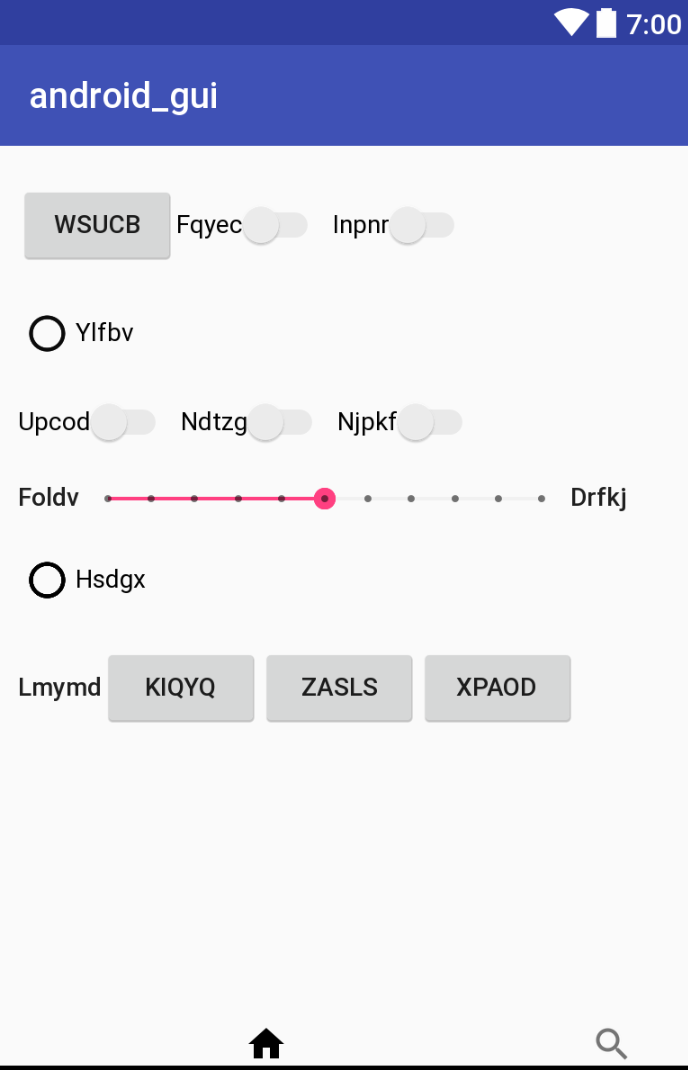 7:00
android_gui
WSUCB Fqyec Inpnr
Ylfbv
Upcod Ndtzg Njpkf
Foldv Drfkj
Hsdgx
Lmymd KIQYQ ZASLS XPAOD